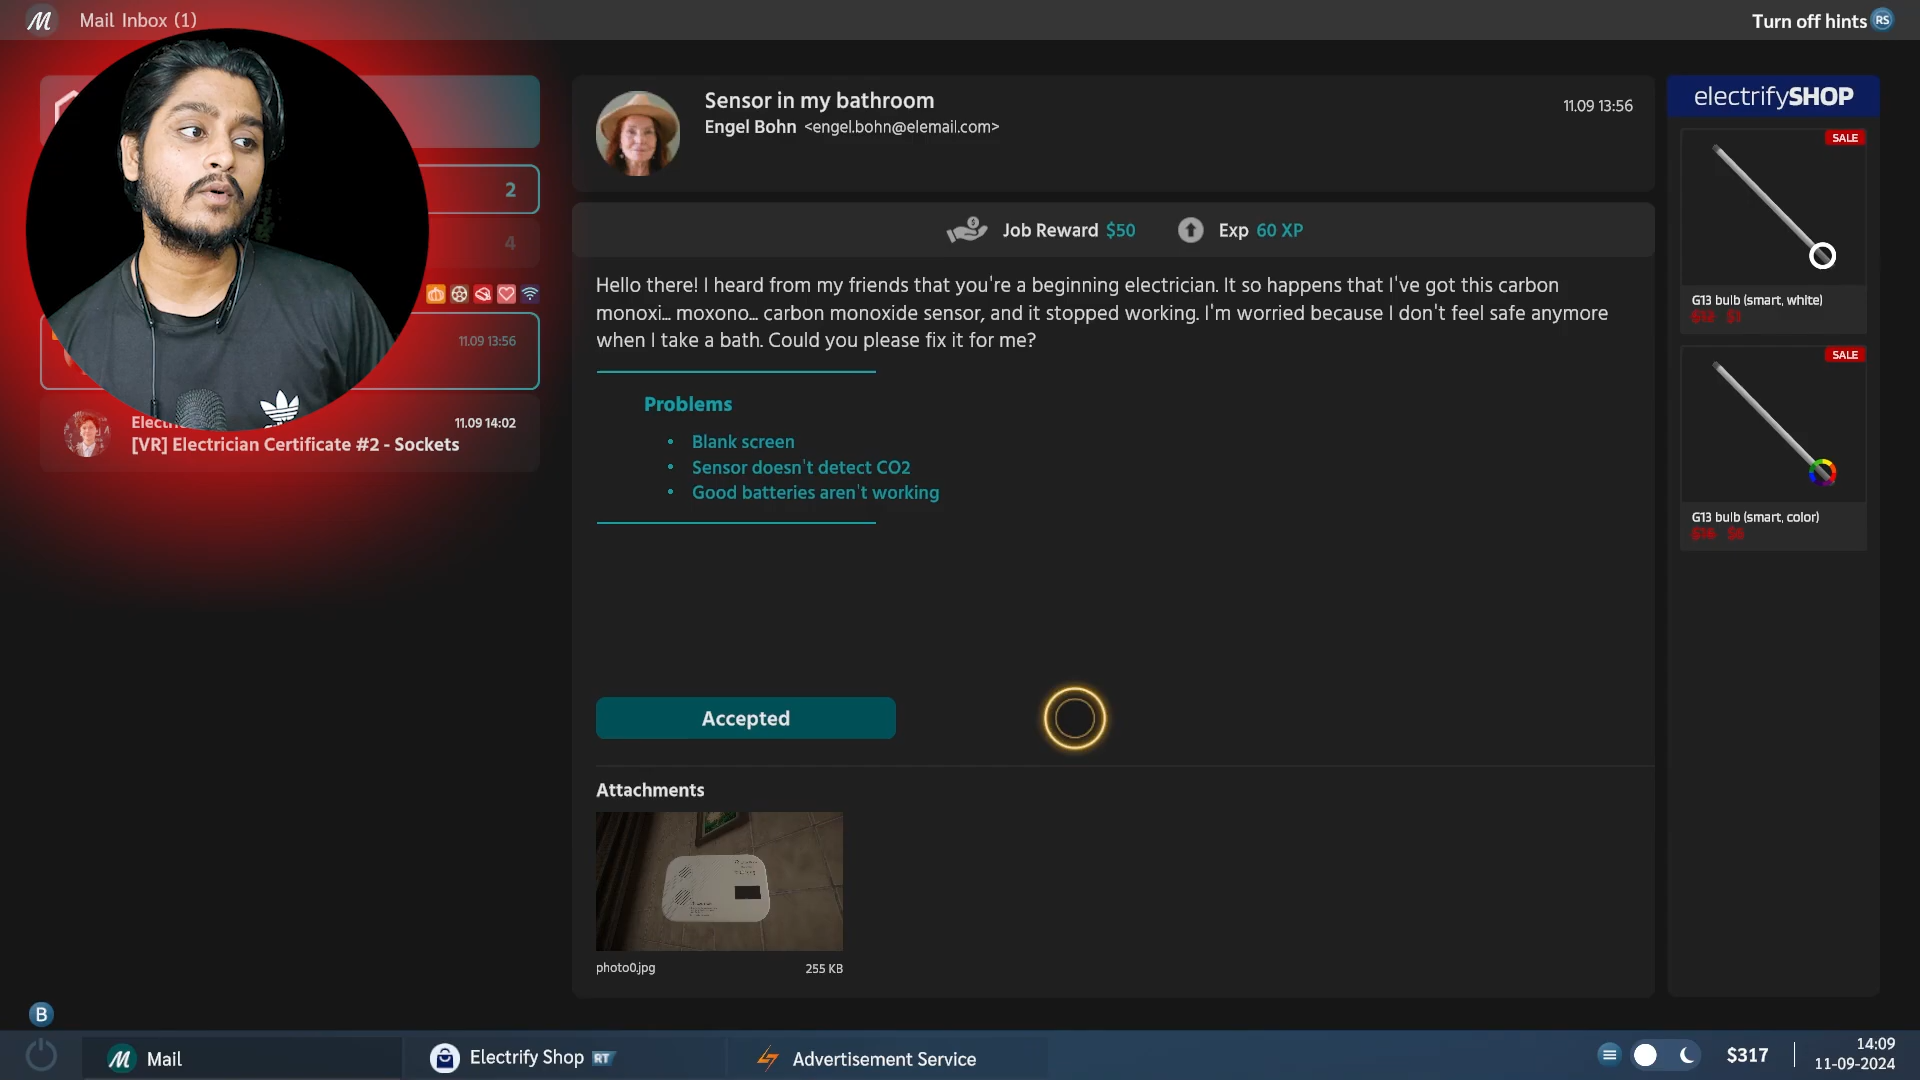 M Mail Inbox (1)
Turn off hints RS
2
4
11.09 13:56
11.09 14:02
[VR] Electrician Certificate #2 - Sockets
Sensor in my bathroom
11.09 13:56
Engel Bohn <engel.bohn@elemail.com>
Job Reward $50 Exp 60 XP
Hello there! I heard from my friends that you're a beginning electrician. It so happens that I've got this carbon
monoxi... moxono... carbon monoxide sensor, and it stopped working. I'm worried because I don't feel safe anymore
when I take a bath. Could you please fix it for me?
Problems
• Blank screen
• Sensor doesn't detect CO2
• Good batteries aren't working
Accepted
Attachments
photo0.jpg 255 KB
electrifySHOP
SALE
G13 bulb (smart, white)
$12 $1
SALE
G13 bulb (smart, color)
$16 $6
B
M Mail
Electrify Shop RT
Advertisement Service
$317
14:09
11-09-2024